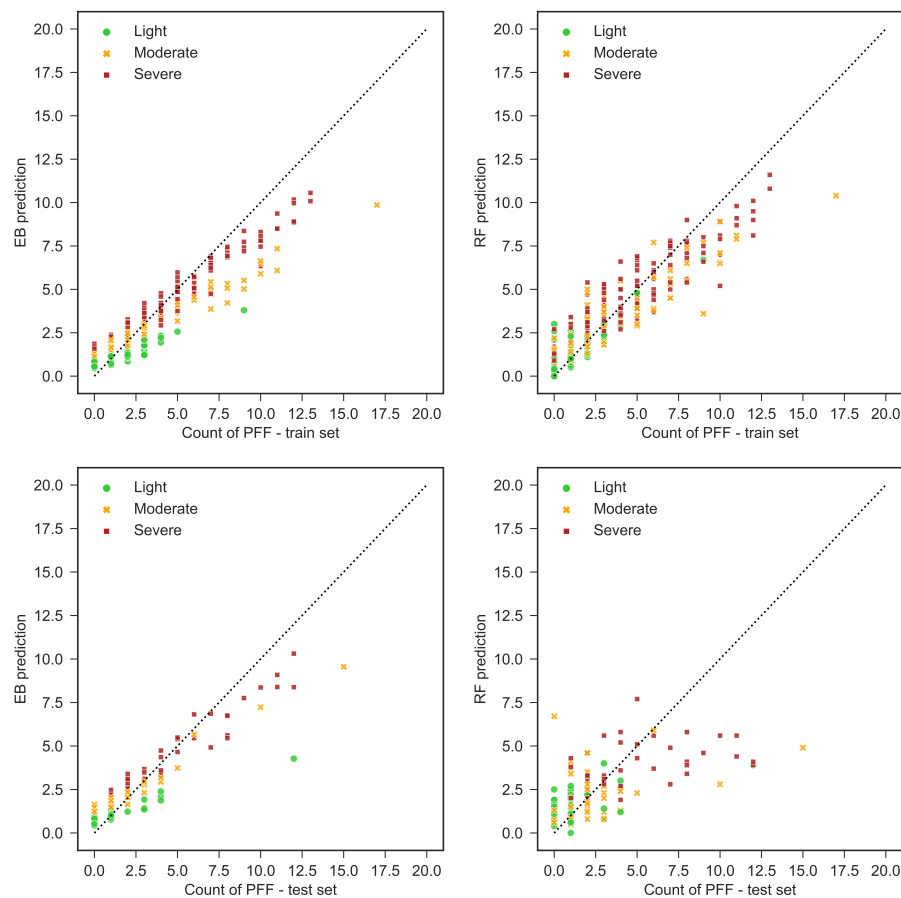 20.0
17.5
15.0
12.5
10.0
7.5
5.0
2.5
0.0
EB prediction
Light
Moderate
Severe
0.0 2.5 5.0 7.5 10.0 12.5 15.0 17.5 20.0
Count of PFF - train set
20.0
17.5
15.0
12.5
10.0
7.5
5.0
2.5
0.0
RF prediction
Light
Moderate
Severe
0.0 2.5 5.0 7.5 10.0 12.5 15.0 17.5 20.0
Count of PFF - train set
20.0
17.5
15.0
12.5
10.0
7.5
5.0
2.5
0.0
EB prediction
Light
Moderate
Severe
0.0 2.5 5.0 7.5 10.0 12.5 15.0 17.5 20.0
Count of PFF - test set
20.0
17.5
15.0
12.5
10.0
7.5
5.0
2.5
0.0
RF prediction
Light
Moderate
Severe
0.0 2.5 5.0 7.5 10.0 12.5 15.0 17.5 20.0
Count of PFF - test set